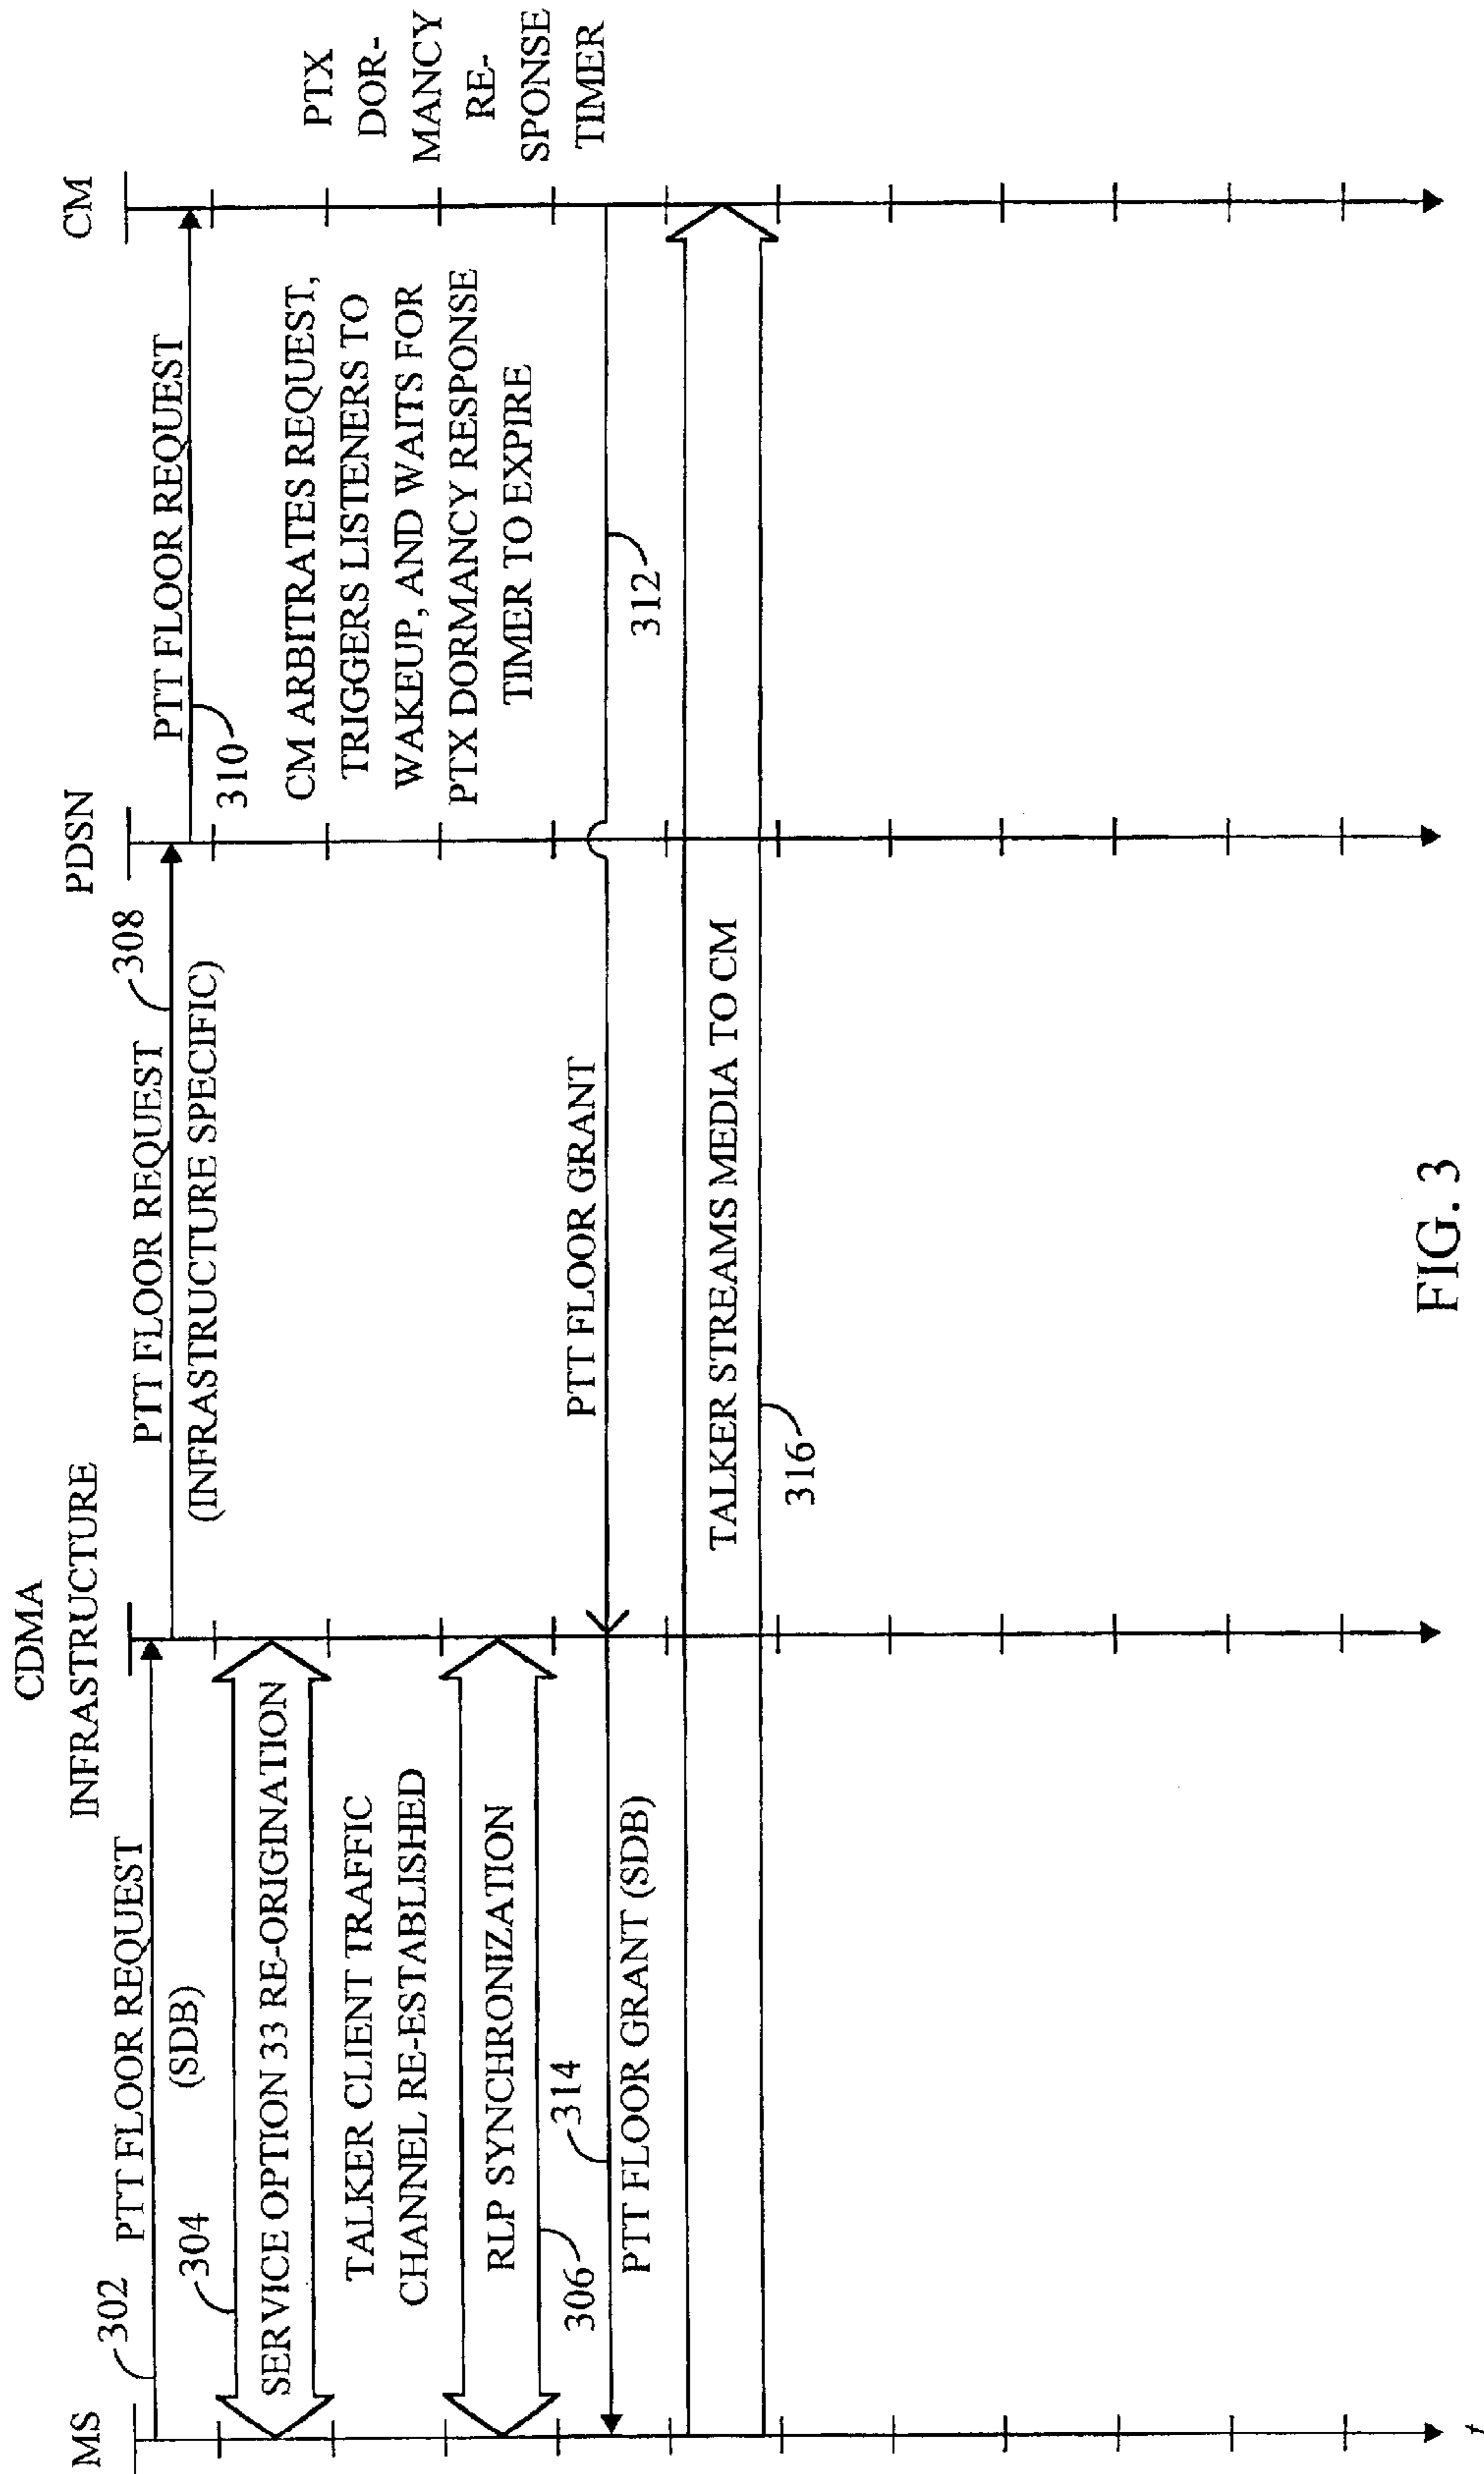 MS
CDMA
INFRASTRUCTURE
PDSN
CM
302
PTT FLOOR REQUEST
(SDB)
PTT FLOOR REQUEST
308
(INFRASTRUCTURE SPECIFIC)
PTT FLOOR REQUEST
310
304
SERVICE OPTION 33 RE-ORIGINATION
TALKER CLIENT TRAFFIC
CHANNEL RE-ESTABLISHED
RLP SYNCHRONIZATION
306
CM ARBITRATES REQUEST,
TRIGGERS LISTENERS TO
WAKEUP, AND WAITS FOR
PTX DORMANCY RESPONSE
TIMER TO EXPIRE
PTX
DOR-
MANCY
RE-
SPONSE
TIMER
312
PTT FLOOR GRANT
314
PTT FLOOR GRANT (SDB)
TALKER STREAMS MEDIA TO CM
316
t
FIG. 3